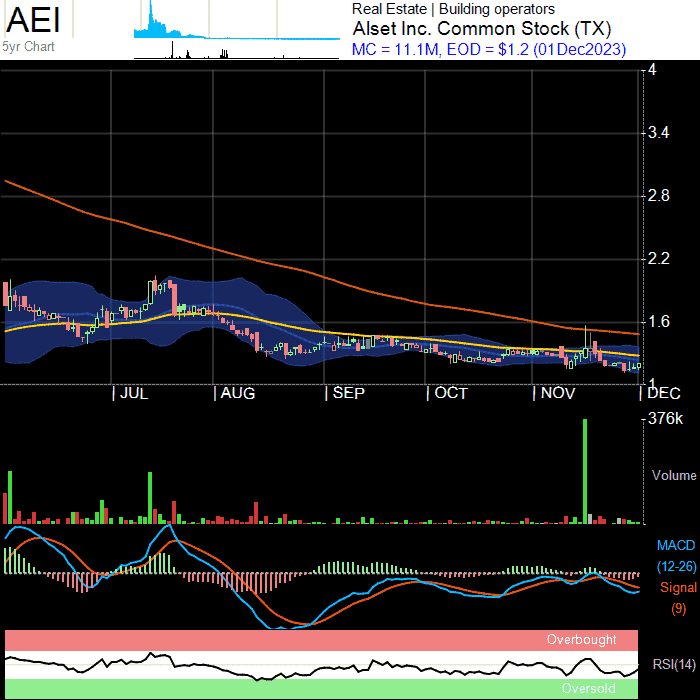 AEI
5yr Chart
Real Estate | Building operators
Alset Inc. Common Stock (TX)
MC = 11.1M, EOD = $1.2 (01Dec2023)
4
3.4
2.8
2.2
1.6
1
JUL
AUG
SEP
OCT
NOV
DEC
376k
Volume
MACD
(12-26)
Signal
(9)
Overbought
RSI(14)
Oversold